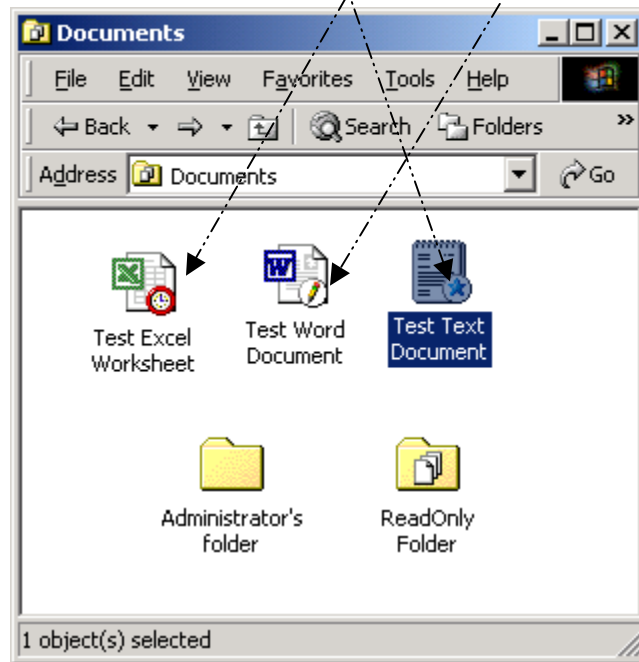 Documents
File Edit View Favorites Tools Help
Back Search Folders »
Address Documents Go
Test Excel Worksheet
Test Word Document
Test Text Document
Administrator's folder
ReadOnly Folder
1 object(s) selected